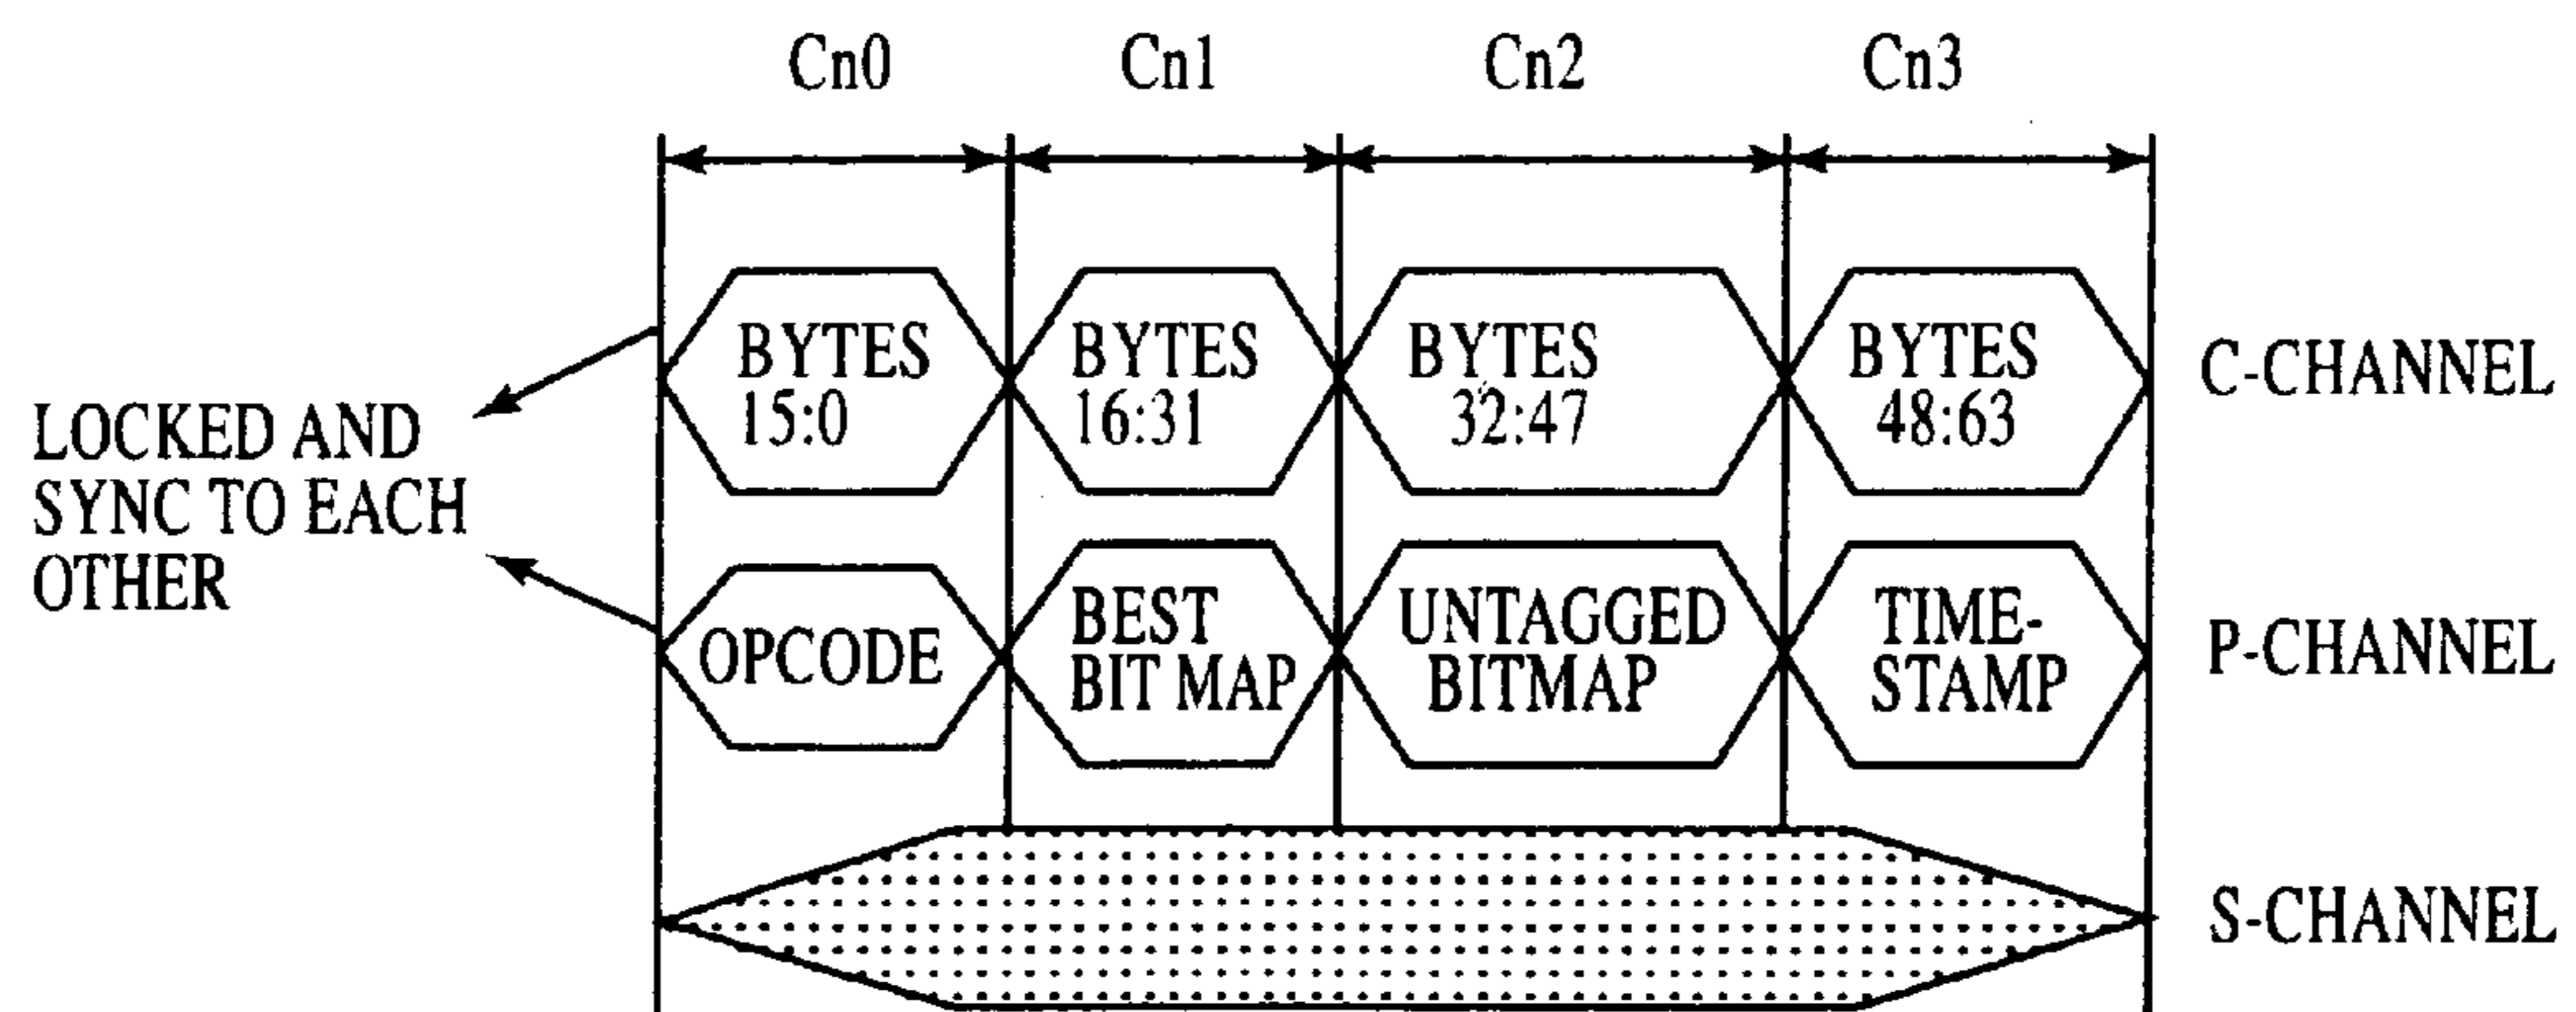 Cn0 Cn1 Cn2 Cn3
BYTES
15:0
BYTES
16:31
BYTES
32:47
BYTES
48:63
C-CHANNEL
LOCKED AND
SYNC TO EACH
OTHER
OPCODE
BEST
BIT MAP
UNTAGGED
BITMAP
TIME-
STAMP
P-CHANNEL
S-CHANNEL